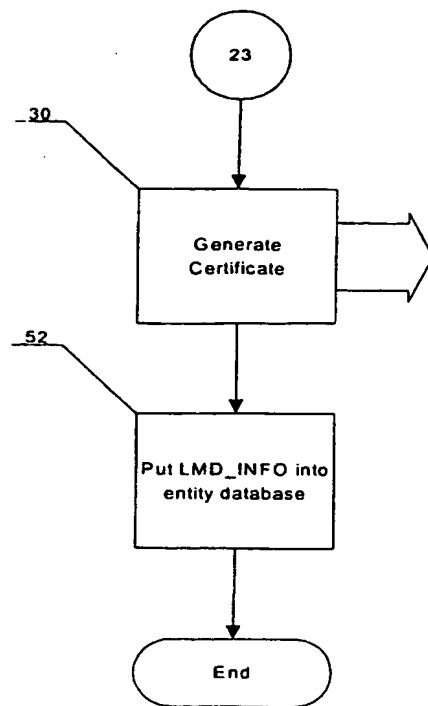 23
30
Generate
Certificate
52
Put LMD_INFO into
entity database
End